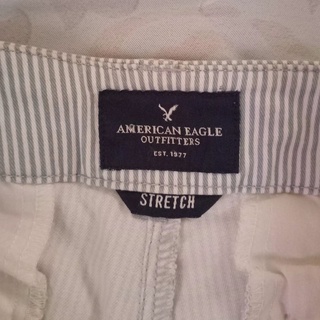 AMERICAN EAGLE
OUTFITTERS
EST. 1977
STRETCH